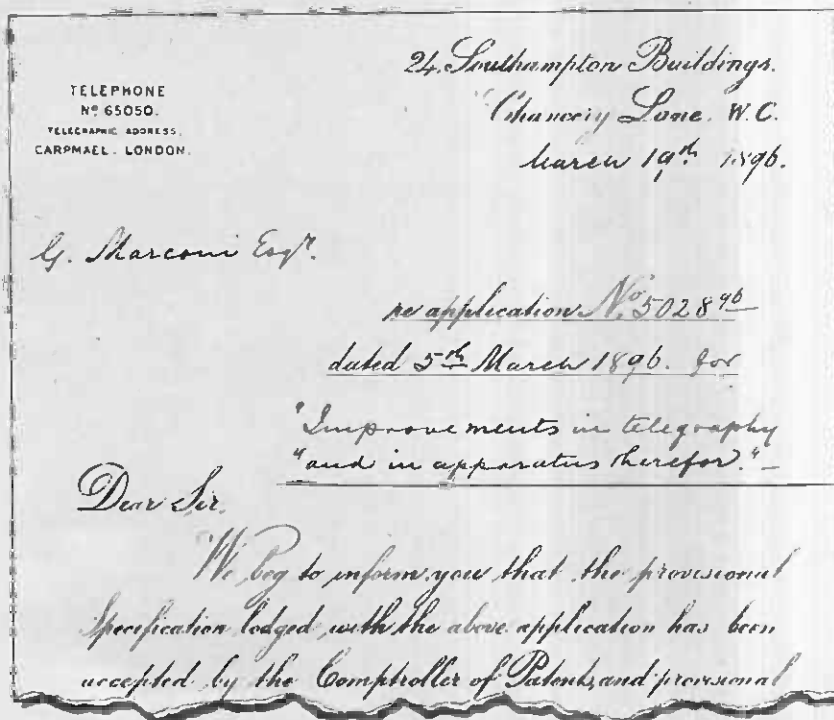 TELEPHONE
Nº 65050.
TELEGRAPHIC ADDRESS.
CARPMAEL. LONDON.
24, Southampton Buildings.
Chancery Lane. W.C.
March 19th 1896.
G. Marconi Esqr.
re application No. 5028 96
dated 5th March 1896. for
"Improvements in telegraphy
"and in apparatus therefor."
Dear Sir.
We beg to inform you that the provisional
Specification lodged with the above application has been
accepted by the Comptroller of Patents, and provisional